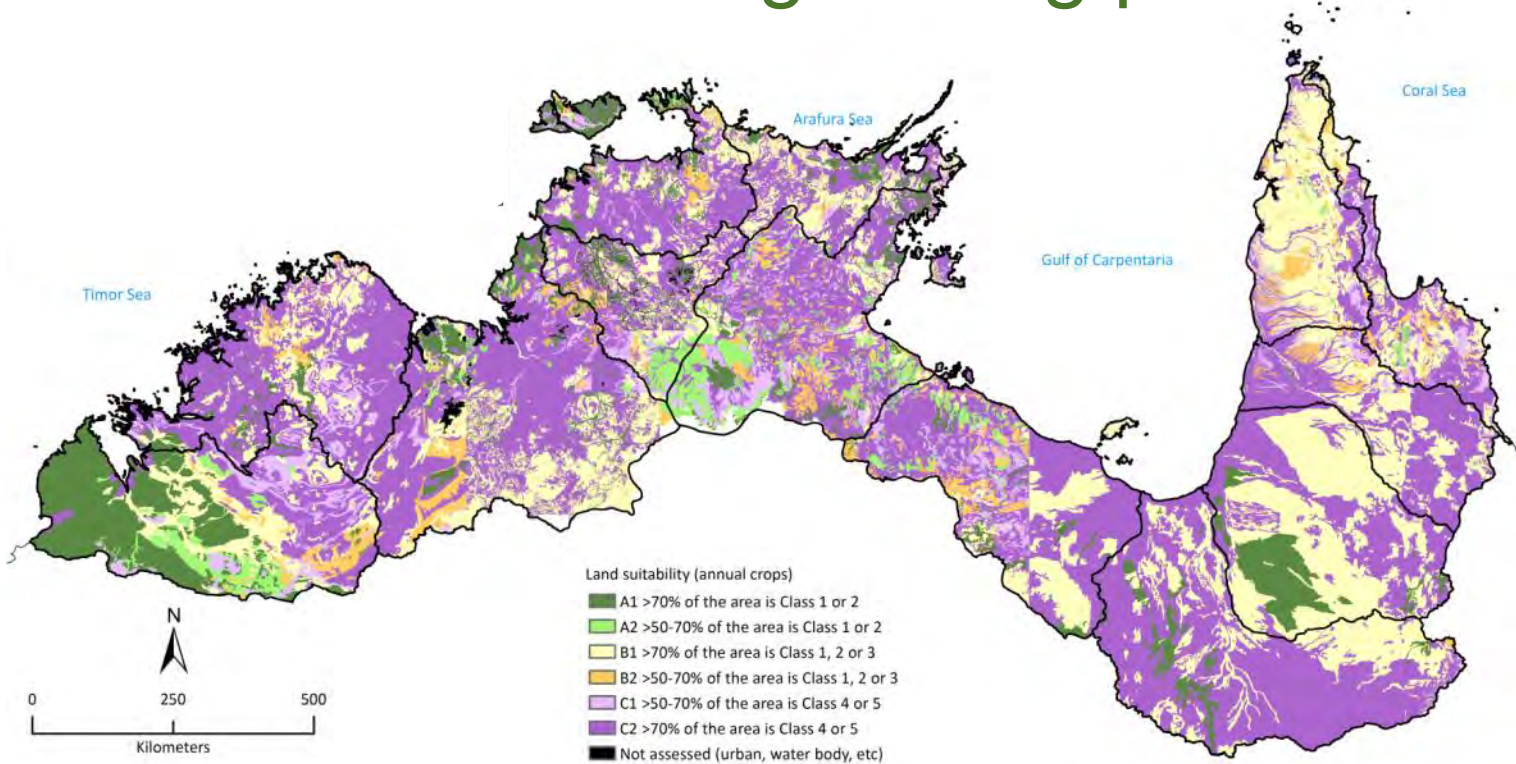 Arafura Sea
Coral Sea
Gulf of Carpentaria
Timor Sea
Land suitability (annual crops)
A1 >70% of the area is Class 1 or 2
A2 >50-70% of the area is Class 1 or 2
B1 >70% of the area is Class 1, 2 or 3
B2 >50-70% of the area is Class 1, 2 or 3
C1 >50-70% of the area is Class 4 or 5
C2 >70% of the area is Class 4 or 5
Not assessed (urban, water body, etc)
N
0 250 500
Kilometers